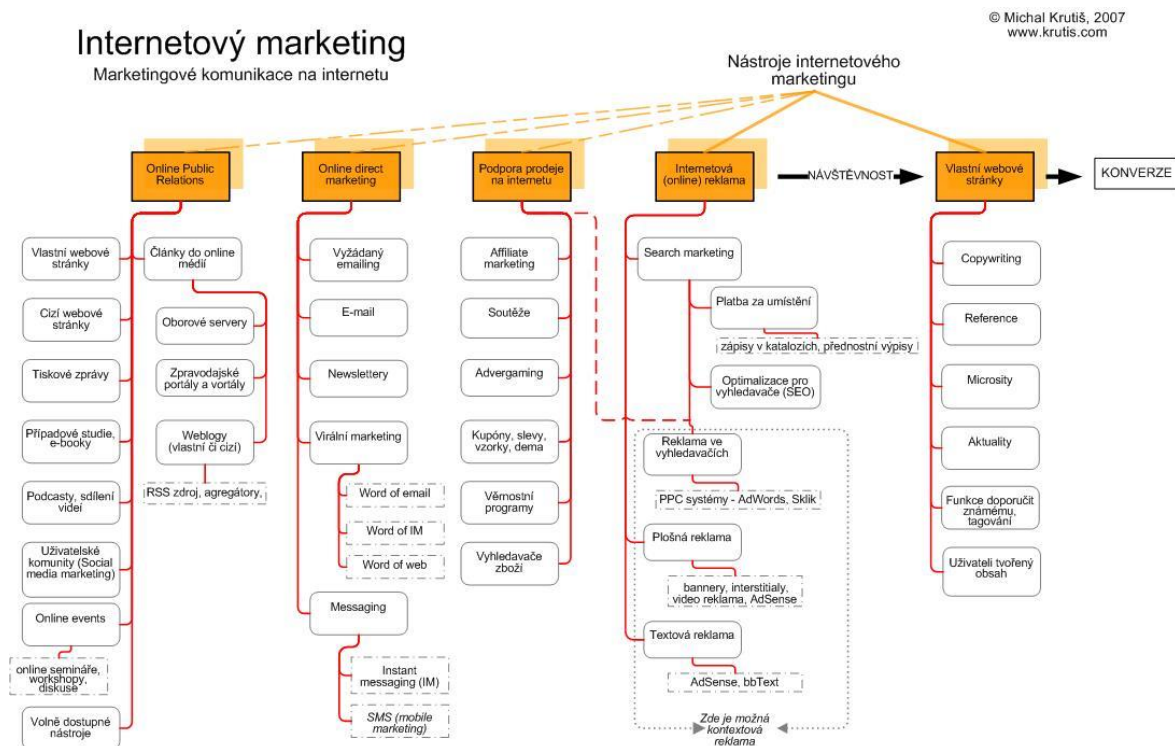 © Michal Krutiš, 2007
www.krutis.com
Internetový marketing
Marketingové komunikace na internetu
Nástroje internetového
marketingu
Online Public
Relations
Online direct
marketing
Podpora prodeje
na internetu
Internetová
(online) reklama
NÁVŠTĚVNOST
Vlastní webové
stránky
KONVERZE
Vlastní webové
stránky
Cizí webové
stránky
Tiskové zprávy
Případové studie,
e-booky
Podcasty, sdílení
videí
Uživatelské
komunity (Social
media marketing)
Online events
online semináře,
workshopy,
diskuse
Volně dostupné
nástroje
Články do online
médií
Oborové servery
Zpravodajské
portály a vortály
Weblogy
(vlastní či cizí)
RSS zdroj, agregátory,
Vyžádaný
emailing
E-mail
Newslettery
Virální marketing
Word of email
Word of IM
Word of web
Messaging
Instant
messaging (IM)
SMS (mobile
marketing)
Affiliate
marketing
Soutěže
Advergaming
Kupóny, slevy,
vzorky, dema
Věrnostní
programy
Vyhledavače
zboží
Search marketing
Platba za umístění
zápisy v katalozích, přednostní výpisy
Optimalizace pro
vyhledavače (SEO)
Reklama ve
vyhledavačích
PPC systémy - AdWords, Sklik
Plošná reklama
bannery, interstitialy,
video reklama, AdSense
Textová reklama
AdSense, bbText
Zde je možná
kontextová
reklama
Copywriting
Reference
Microsity
Aktuality
Funkce doporučit
známému,
tagování
Uživateli tvořený
obsah